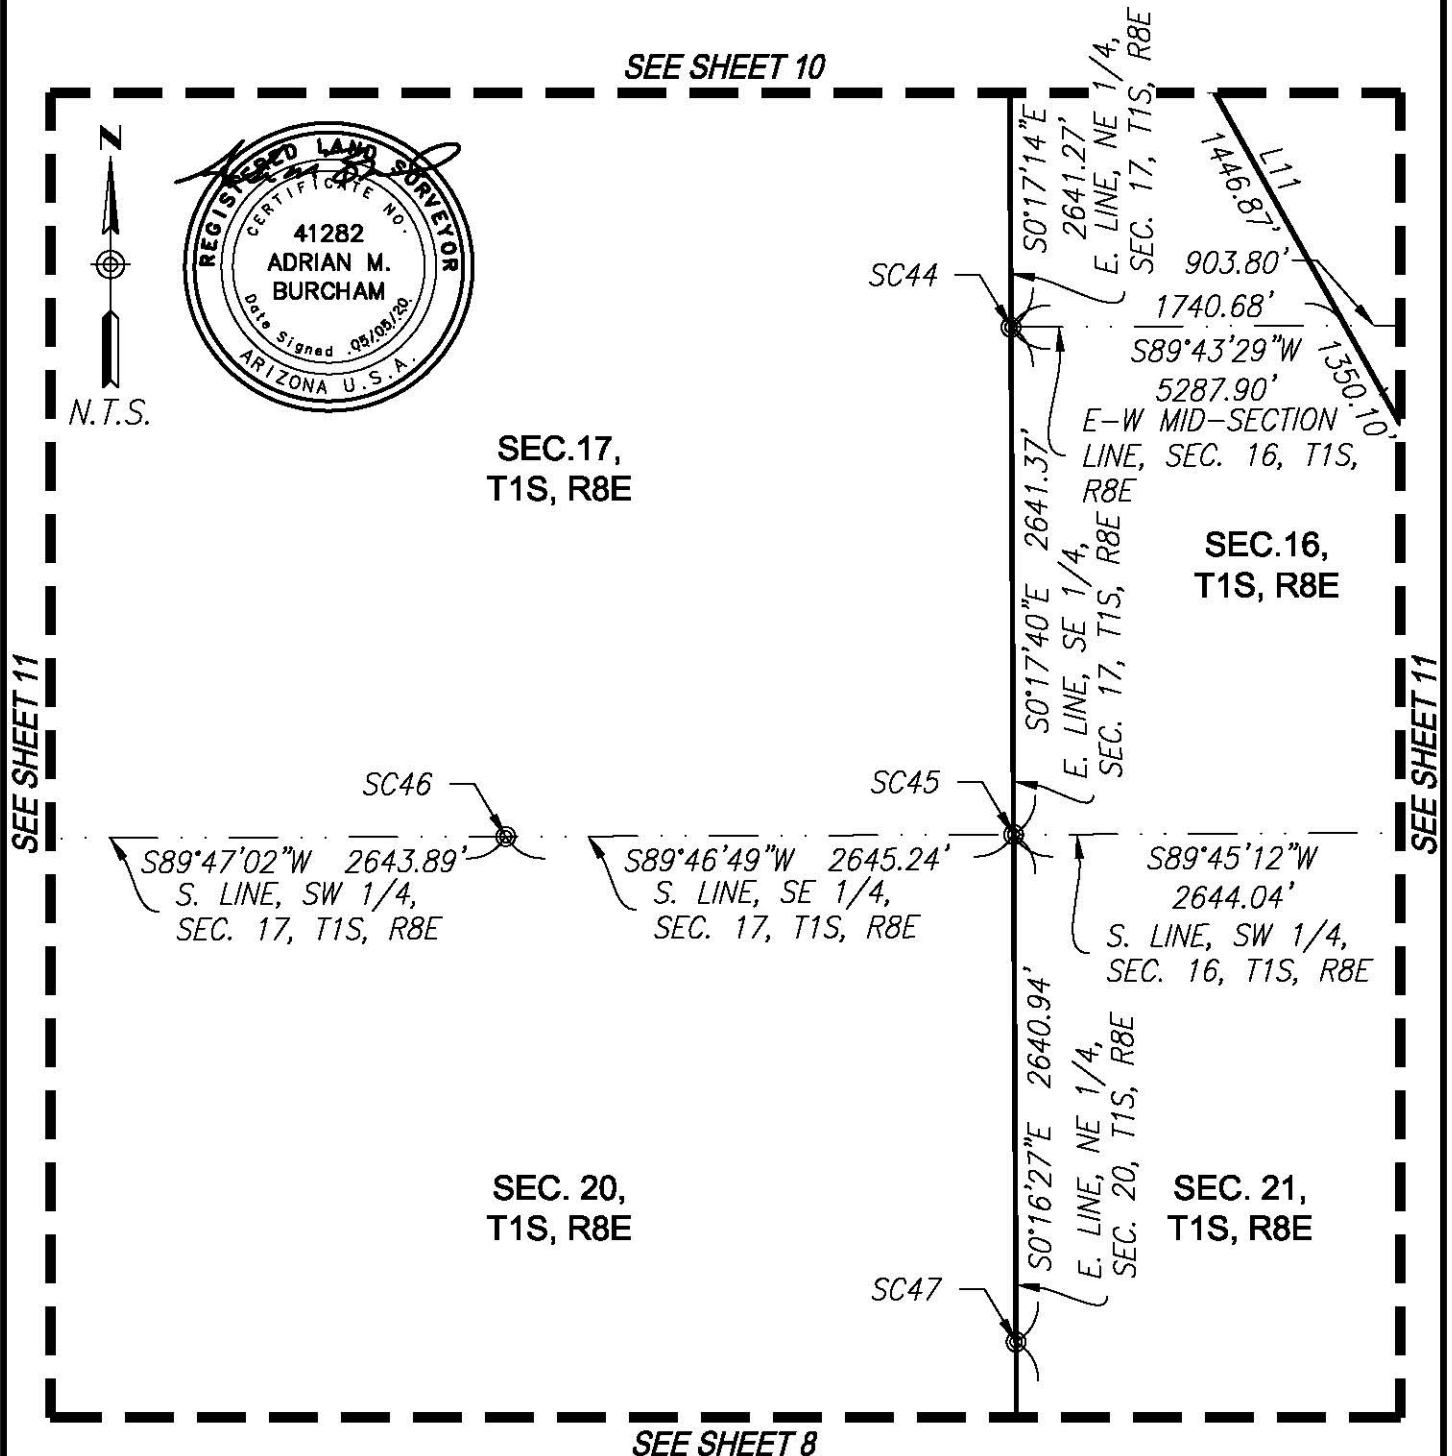 SEE SHEET 10
N
N.T.S.
REGISTERED LAND SURVEYOR
CERTIFICATE NO.
41282
ADRIAN M.
BURCHAM
Date Signed 05/05/20.
ARIZONA U.S.A.
S0°17'14"E
2641.27'
E. LINE, NE 1/4,
SEC. 17, T1S, R8E
L11
1446.87'
903.80'
SC44
1740.68'
S89°43'29"W
5287.90'
1350.10'
E-W MID-SECTION
LINE, SEC. 16, T1S,
R8E
SEC.17,
T1S, R8E
SEC.16,
T1S, R8E
S0°17'40"E 2641.37'
E. LINE, SE 1/4,
SEC. 17, T1S, R8E
SEE SHEET 11
SEE SHEET 11
SC46
SC45
S89°47'02"W 2643.89'
S. LINE, SW 1/4,
SEC. 17, T1S, R8E
S89°46'49"W 2645.24'
S. LINE, SE 1/4,
SEC. 17, T1S, R8E
S89°45'12"W
2644.04'
S. LINE, SW 1/4,
SEC. 16, T1S, R8E
S0°16'27"E 2640.94'
E. LINE, NE 1/4,
SEC. 20, T1S, R8E
SEC. 20,
T1S, R8E
SEC. 21,
T1S, R8E
SC47
SEE SHEET 8